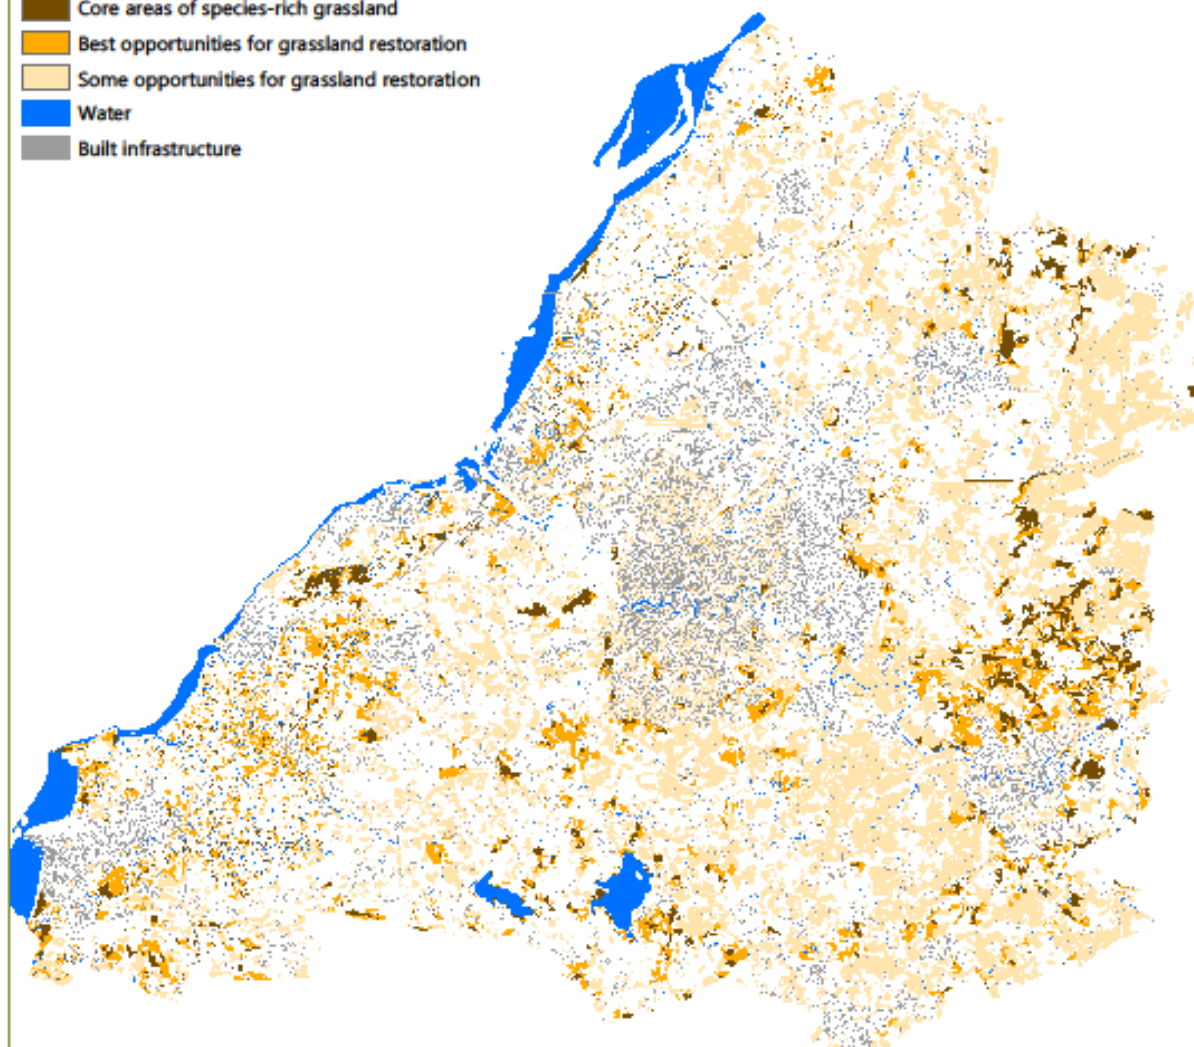 Core areas of species-rich grassland
Best opportunities for grassland restoration
Some opportunities for grassland restoration
Water
Built infrastructure